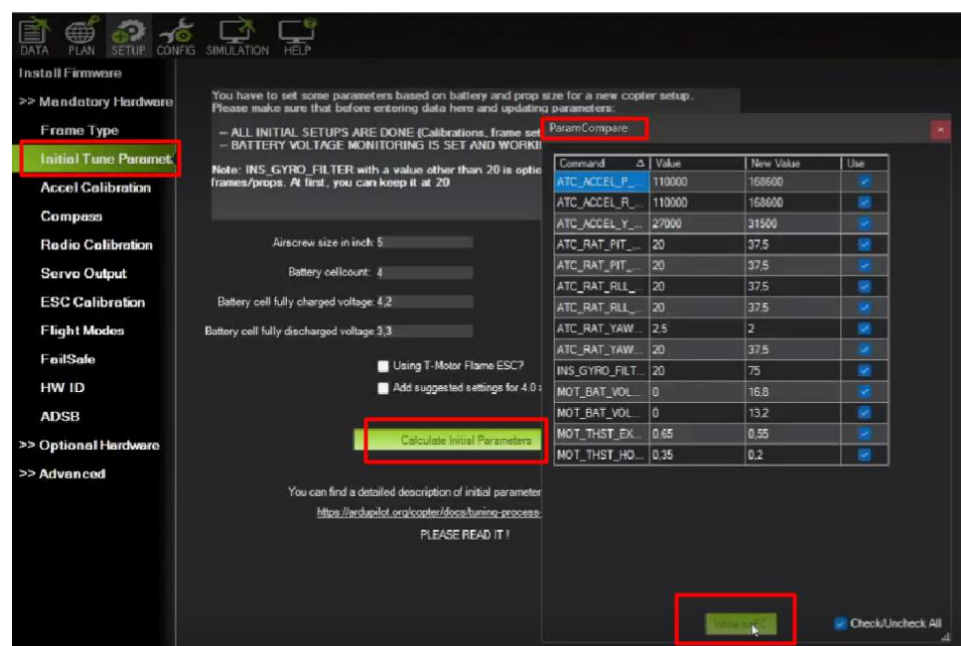 DATA PLAN SETUP CONFIG SIMULATION HELP
Install Firmware
>> Mandatory Hardware
Frame Type
Initial Tune Paramet
Accel Calibration
Compass
Radio Calibration
Servo Output
ESC Calibration
Flight Modes
FailSafe
HW ID
ADSB
>> Optional Hardware
>> Advanced
You have to set some parameters based on battery and prop size for a new copter setup.
Please make sure that before entering data here and updating parameters:
- ALL INITIAL SETUPS ARE DONE (Calibrations, frame set
- BATTERY VOLTAGE MONITORING IS SET AND WORKI
Note: INS_GYRO_FILTER with a value other than 20 is optio
frames/props. At first, you can keep it at 20
Airscrew size in inch: 5
Battery cellcount: 4
Battery cell fully charged voltage: 4,2
Battery cell fully discharged voltage: 3,3
Using T-Motor Flame ESC?
Add suggested settings for 4.0
Calculate Initial Parameters
You can find a detailed description of initial parameter
https://ardupilot.org/copter/docs/tuning-process-
PLEASE READ IT !
ParamCompare
Command Value New Value Use
ATC_ACCEL_P_... 110000 168600
ATC_ACCEL_R_... 110000 168600
ATC_ACCEL_Y_... 27000 31500
ATC_RAT_PIT_... 20 37,5
ATC_RAT_PIT_... 20 37,5
ATC_RAT_RLL_... 20 37,5
ATC_RAT_RLL_... 20 37,5
ATC_RAT_YAW... 2,5 2
ATC_RAT_YAW... 20 37,5
INS_GYRO_FILT... 20 75
MOT_BAT_VOL... 0 16,8
MOT_BAT_VOL... 0 13,2
MOT_THST_EX... 0,65 0,55
MOT_THST_HO... 0,35 0,2
Check/Uncheck All